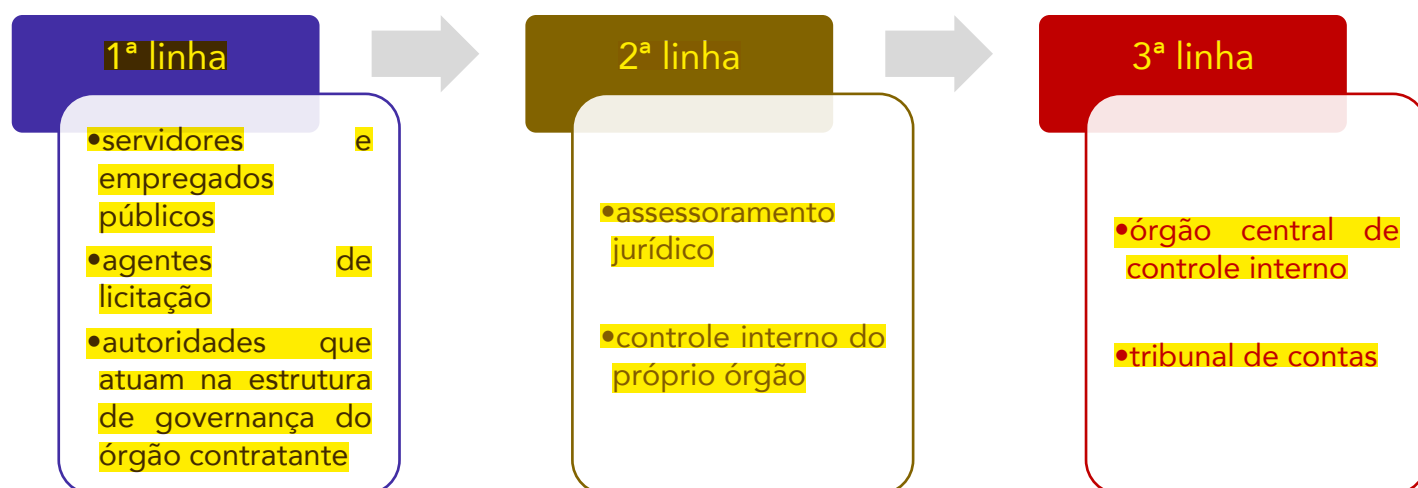 1ª linha
•servidores e
empregados
públicos
•agentes de
licitação
•autoridades que
atuam na estrutura
de governança do
órgão contratante
2ª linha
•assessoramento
jurídico
•controle interno do
próprio órgão
3ª linha
•órgão central de
controle interno
•tribunal de contas